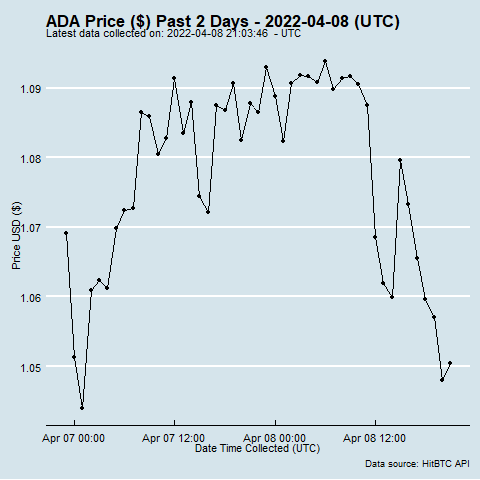 ADA Price ($) Past 2 Days - 2022-04-08 (UTC)
Latest data collected on: 2022-04-08 21:03:46 - UTC
1.09
1.08
1.07
1.06
1.05
Price USD ($)
Apr 07 00:00 Apr 07 12:00 Apr 08 00:00 Apr 08 12:00
Date Time Collected (UTC)
Data source: HitBTC API